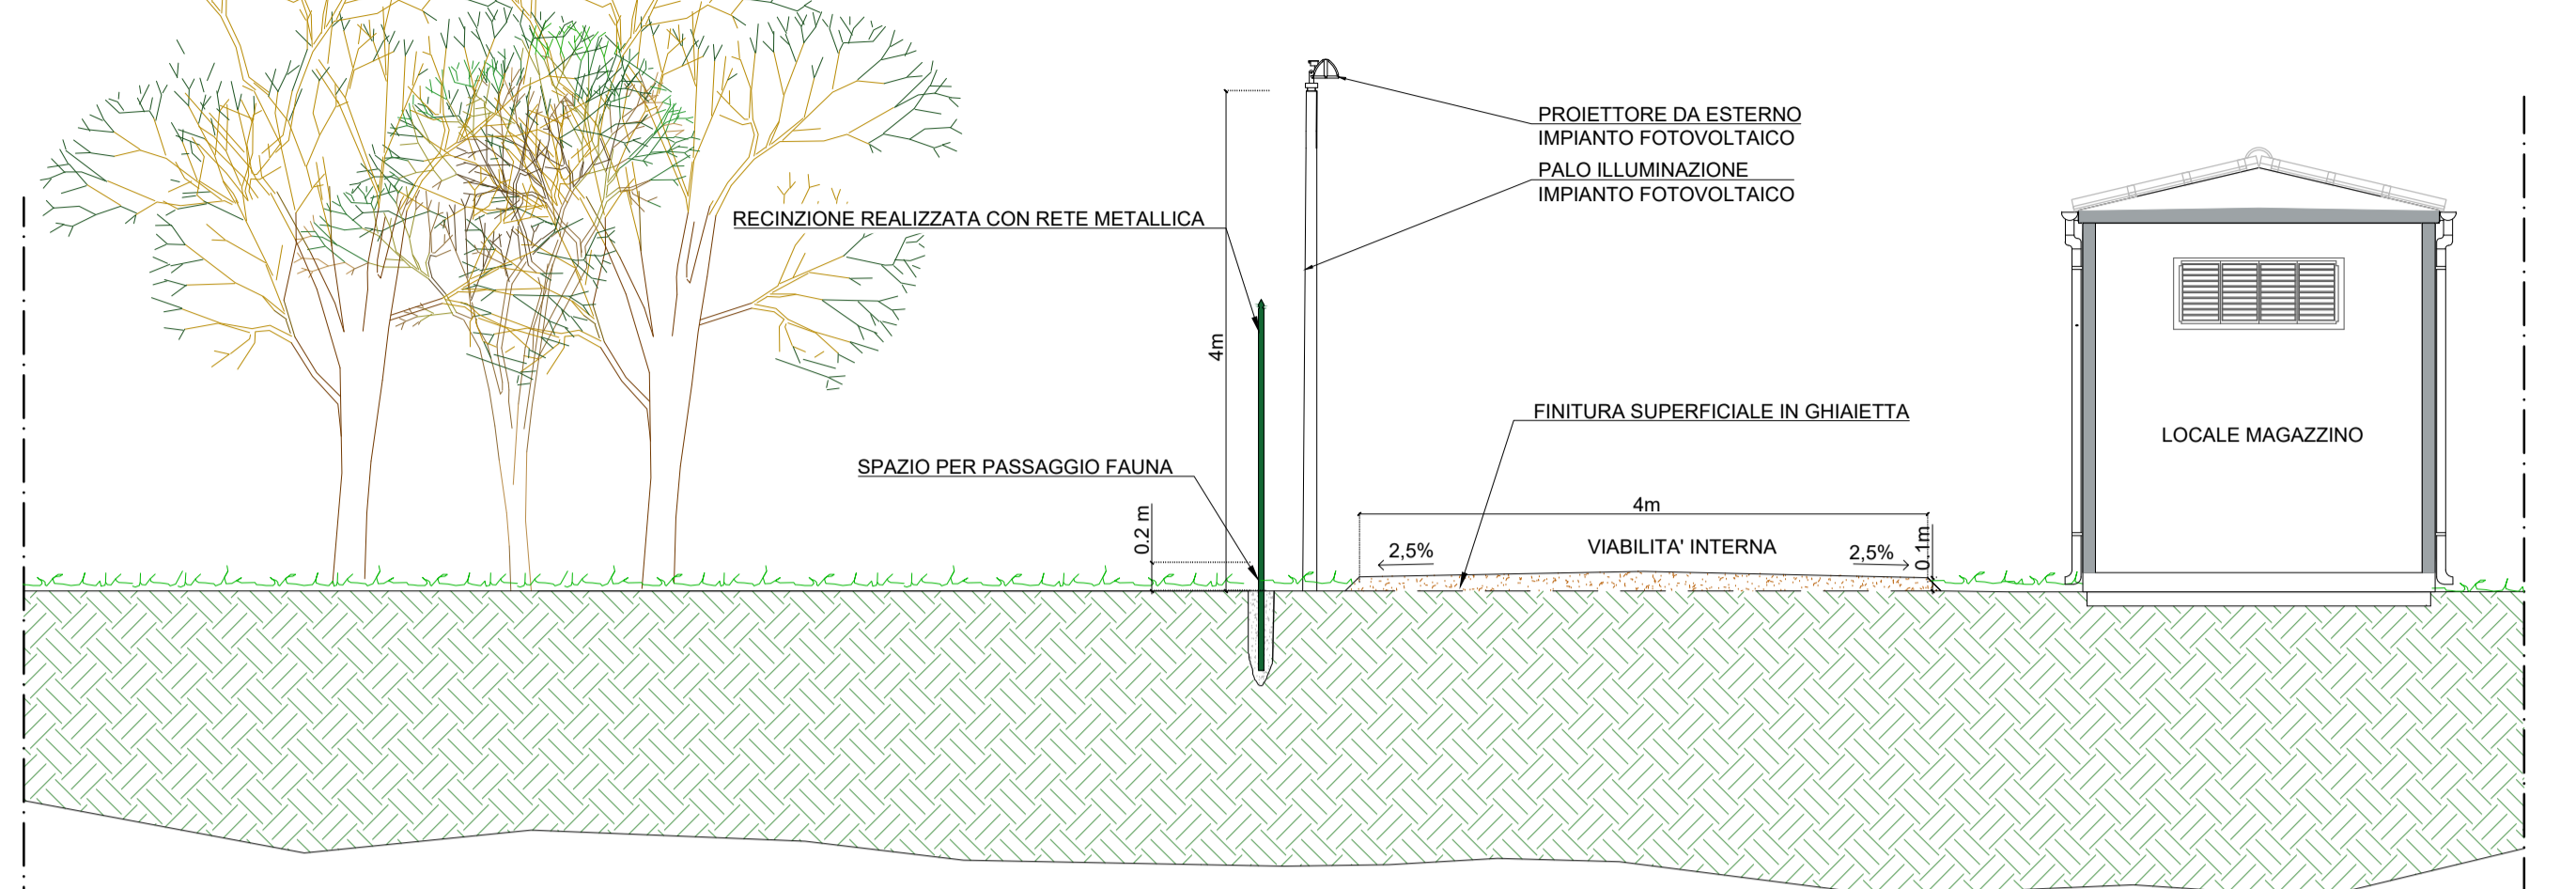 PROIETTORE DA ESTERNO
IMPIANTO FOTOVOLTAICO
PALO ILLUMINAZIONE
IMPIANTO FOTOVOLTAICO
RECINZIONE REALIZZATA CON RETE METALLICA
4m
FINITURA SUPERFICIALE IN GHIAIETTA
LOCALE MAGAZZINO
SPAZIO PER PASSAGGIO FAUNA
0.2 m
4m
2,5%
VIABILITA' INTERNA
2,5%
0.1m